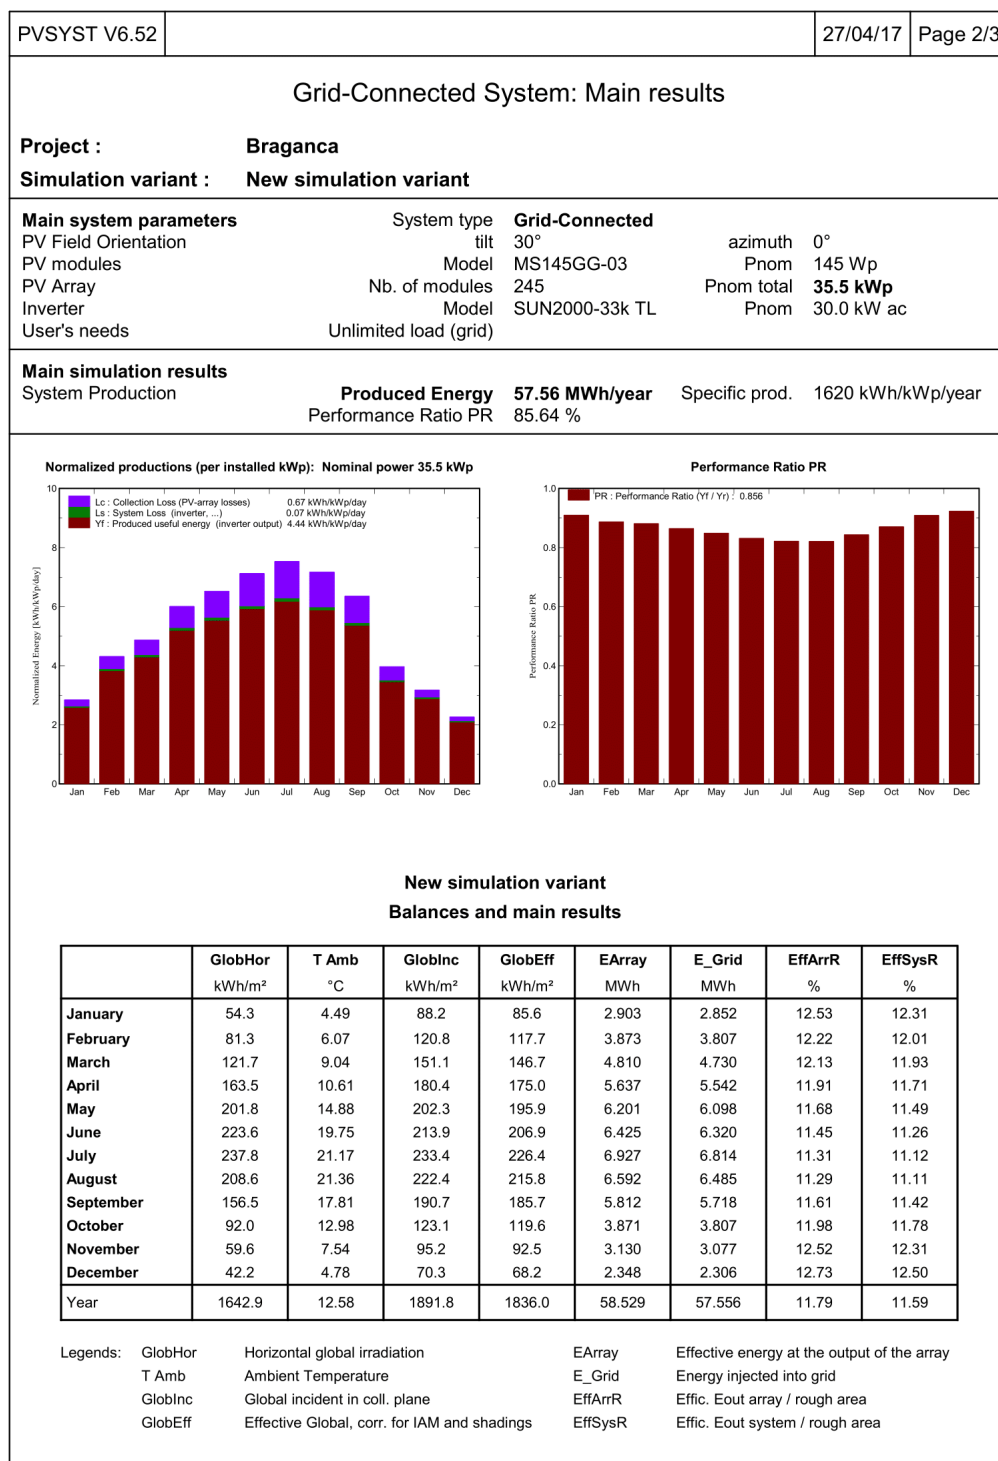 PVSYST V6.52 27/04/17 Page 2/3
Grid-Connected System: Main results
Project : Braganca
Simulation variant : New simulation variant
Main system parameters System type Grid-Connected
PV Field Orientation tilt 30° azimuth 0°
PV modules Model MS145GG-03 Pnom 145 Wp
PV Array Nb. of modules 245 Pnom total 35.5 kWp
Inverter Model SUN2000-33k TL Pnom 30.0 kW ac
User's needs Unlimited load (grid)
Main simulation results
System Production Produced Energy 57.56 MWh/year Specific prod. 1620 kWh/kWp/year
Performance Ratio PR 85.64 %
Normalized productions (per installed kWp): Nominal power 35.5 kWp
Lc : Collection Loss (PV-array losses) 0.67 kWh/kWp/day
Ls : System Loss (inverter, ...) 0.07 kWh/kWp/day
Yf : Produced useful energy (inverter output) 4.44 kWh/kWp/day
Normalized Energy [kWh/kWp/day]
10
8
6
4
2
0
Jan Feb Mar Apr May Jun Jul Aug Sep Oct Nov Dec
Performance Ratio PR
PR : Performance Ratio (Yf / Yr) : 0.856
Performance Ratio PR
1.0
0.8
0.6
0.4
0.2
0.0
Jan Feb Mar Apr May Jun Jul Aug Sep Oct Nov Dec
New simulation variant
Balances and main results
GlobHor T Amb GlobInc GlobEff EArray E_Grid EffArrR EffSysR
kWh/m² °C kWh/m² kWh/m² MWh MWh % %
January 54.3 4.49 88.2 85.6 2.903 2.852 12.53 12.31
February 81.3 6.07 120.8 117.7 3.873 3.807 12.22 12.01
March 121.7 9.04 151.1 146.7 4.810 4.730 12.13 11.93
April 163.5 10.61 180.4 175.0 5.637 5.542 11.91 11.71
May 201.8 14.88 202.3 195.9 6.201 6.098 11.68 11.49
June 223.6 19.75 213.9 206.9 6.425 6.320 11.45 11.26
July 237.8 21.17 233.4 226.4 6.927 6.814 11.31 11.12
August 208.6 21.36 222.4 215.8 6.592 6.485 11.29 11.11
September 156.5 17.81 190.7 185.7 5.812 5.718 11.61 11.42
October 92.0 12.98 123.1 119.6 3.871 3.807 11.98 11.78
November 59.6 7.54 95.2 92.5 3.130 3.077 12.52 12.31
December 42.2 4.78 70.3 68.2 2.348 2.306 12.73 12.50
Year 1642.9 12.58 1891.8 1836.0 58.529 57.556 11.79 11.59
Legends: GlobHor Horizontal global irradiation EArray Effective energy at the output of the array
T Amb Ambient Temperature E_Grid Energy injected into grid
GlobInc Global incident in coll. plane EffArrR Effic. Eout array / rough area
GlobEff Effective Global, corr. for IAM and shadings EffSysR Effic. Eout system / rough area